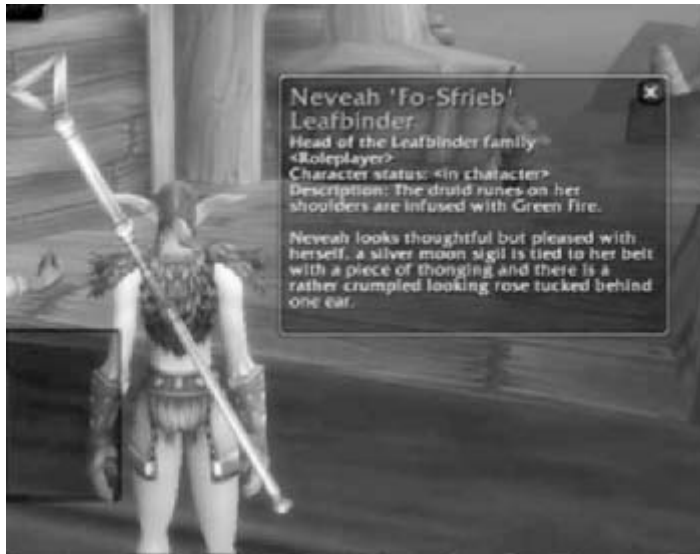 Neveah 'Fo-Sfrieb'
Leafbinder
Head of the Leafbinder family
<Roleplayer>
Character status: <in chatacter>
Description: The druid runes on her
shoulders are infused with Green Fire.
Neveah looks thoughtful but pleased with
herself, a silver moon sigil is tied to her belt
with a piece of thonging and there is a
rather crumpled looking rose tucked behind
one ear.